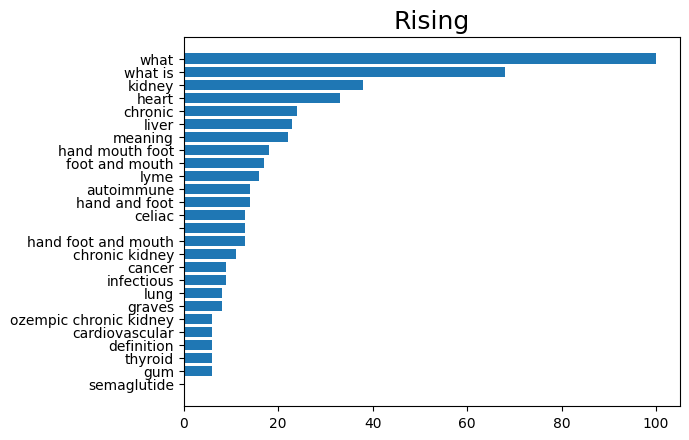 Rising
what
what is
kidney
heart
chronic
liver
meaning
hand mouth foot
foot and mouth
lyme
autoimmune
hand and foot
celiac
hand foot and mouth
chronic kidney
cancer
infectious
lung
graves
ozempic chronic kidney
cardiovascular
definition
thyroid
gum
semaglutide
0 20 40 60 80 100